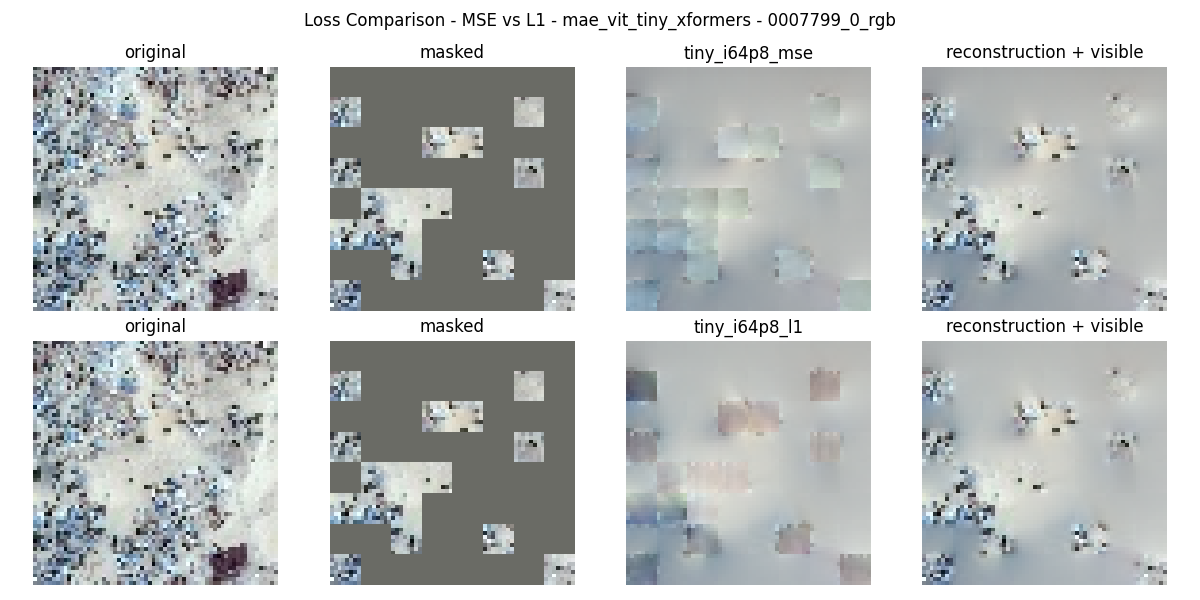 Loss Comparison - MSE vs L1 - mae_vit_tiny_xformers - 0007799_0_rgb
original masked tiny_i64p8_mse reconstruction + visible
original masked tiny_i64p8_l1 reconstruction + visible